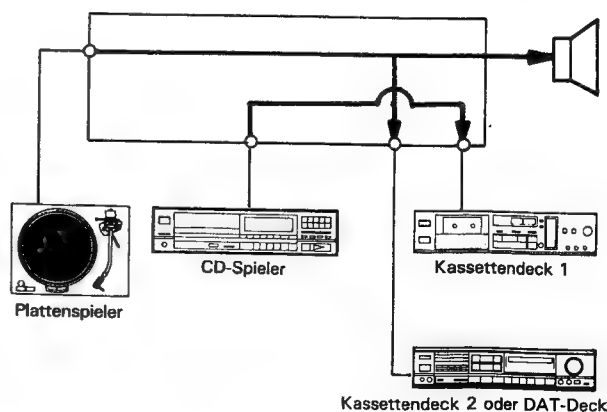 CD-Spieler
Kassettendeck 1
Plattenspieler
Kassettendeck 2 oder DAT-Deck